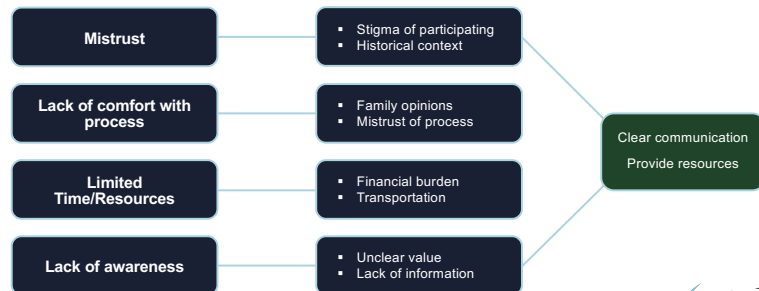 Mistrust
▪ Stigma of participating
▪ Historical context
Lack of comfort with
process
▪ Family opinions
▪ Mistrust of process
Clear communication
Provide resources
Limited
Time/Resources
▪ Financial burden
▪ Transportation
Lack of awareness
▪ Unclear value
▪ Lack of information